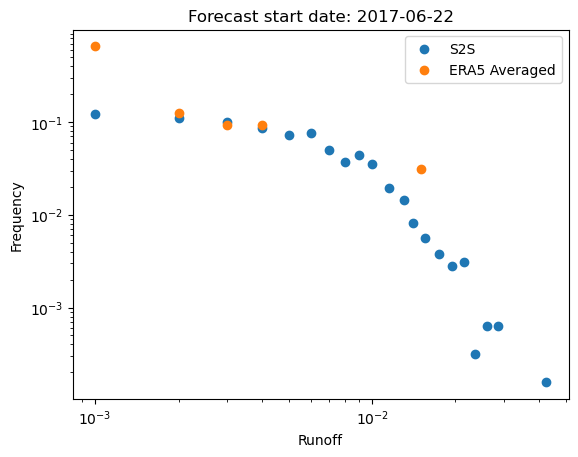 Forecast start date: 2017-06-22
S2S
ERA5 Averaged
Frequency
10⁻¹
10⁻²
10⁻³
10⁻³
10⁻²
Runoff